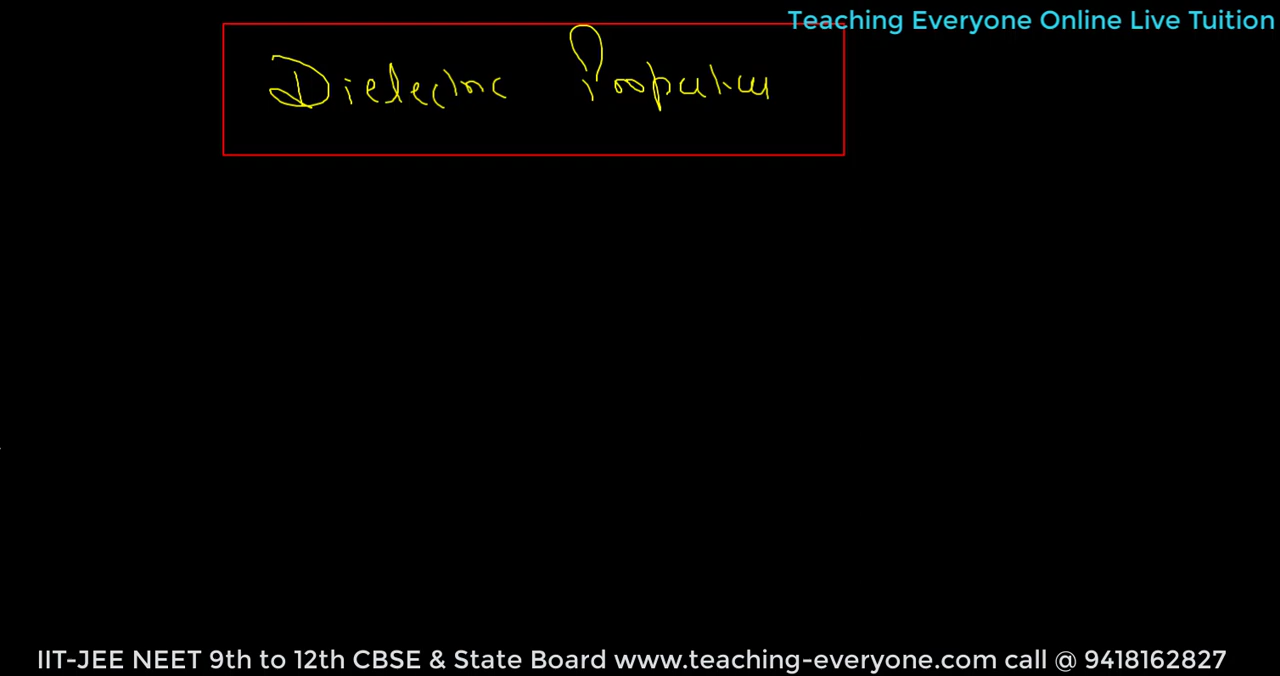 Teaching Everyone Online Live Tuition
Dielectric Properties
IIT-JEE NEET 9th to 12th CBSE & State Board www.teaching-everyone.com call @ 9418162827